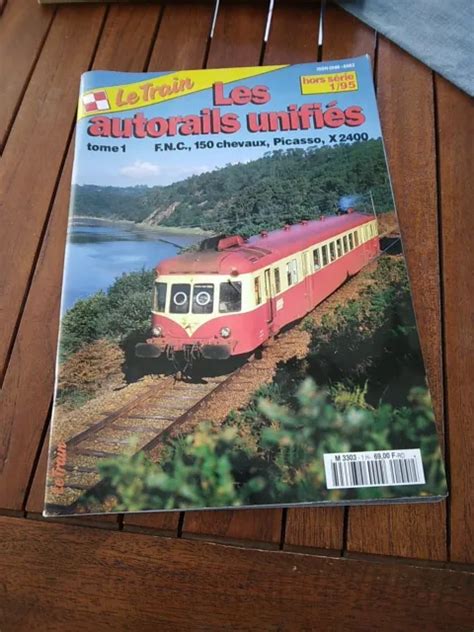 Le Train
hors série
1/95
Les
autorails unifiés
tome 1
F.N.C., 150 chevaux, Picasso, X 2400
Le Train
M 3303 - 1 - 69,00 F-RD